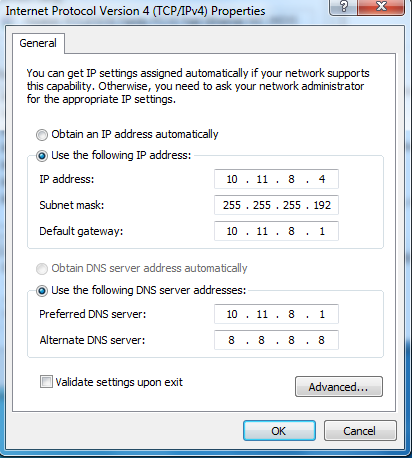 Internet Protocol Version 4 (TCP/IPv4) Properties
General
You can get IP settings assigned automatically if your network supports
this capability. Otherwise, you need to ask your network administrator
for the appropriate IP settings.
Obtain an IP address automatically
Use the following IP address:
IP address: 10 . 11 . 8 . 4
Subnet mask: 255 . 255 . 255 . 192
Default gateway: 10 . 11 . 8 . 1
Obtain DNS server address automatically
Use the following DNS server addresses:
Preferred DNS server: 10 . 11 . 8 . 1
Alternate DNS server: 8 . 8 . 8 . 8
Validate settings upon exit
Advanced...
OK Cancel